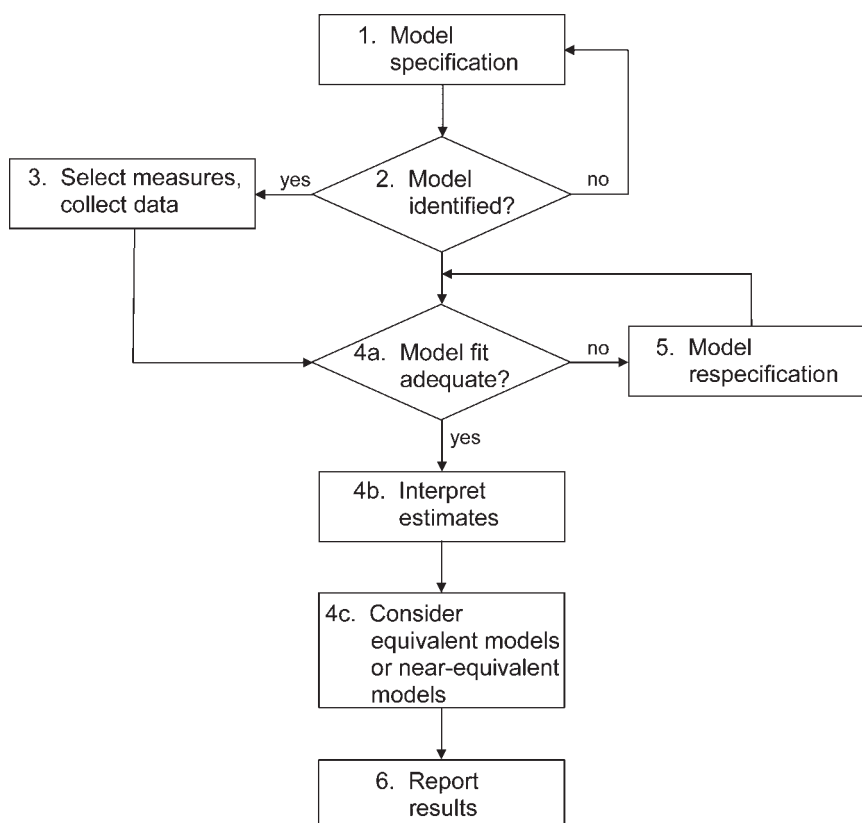 1. Model
specification
2. Model
identified?
yes
no
3. Select measures,
collect data
4a. Model fit
adequate?
no
5. Model
respecification
yes
4b. Interpret
estimates
4c. Consider
equivalent models
or near-equivalent
models
6. Report
results